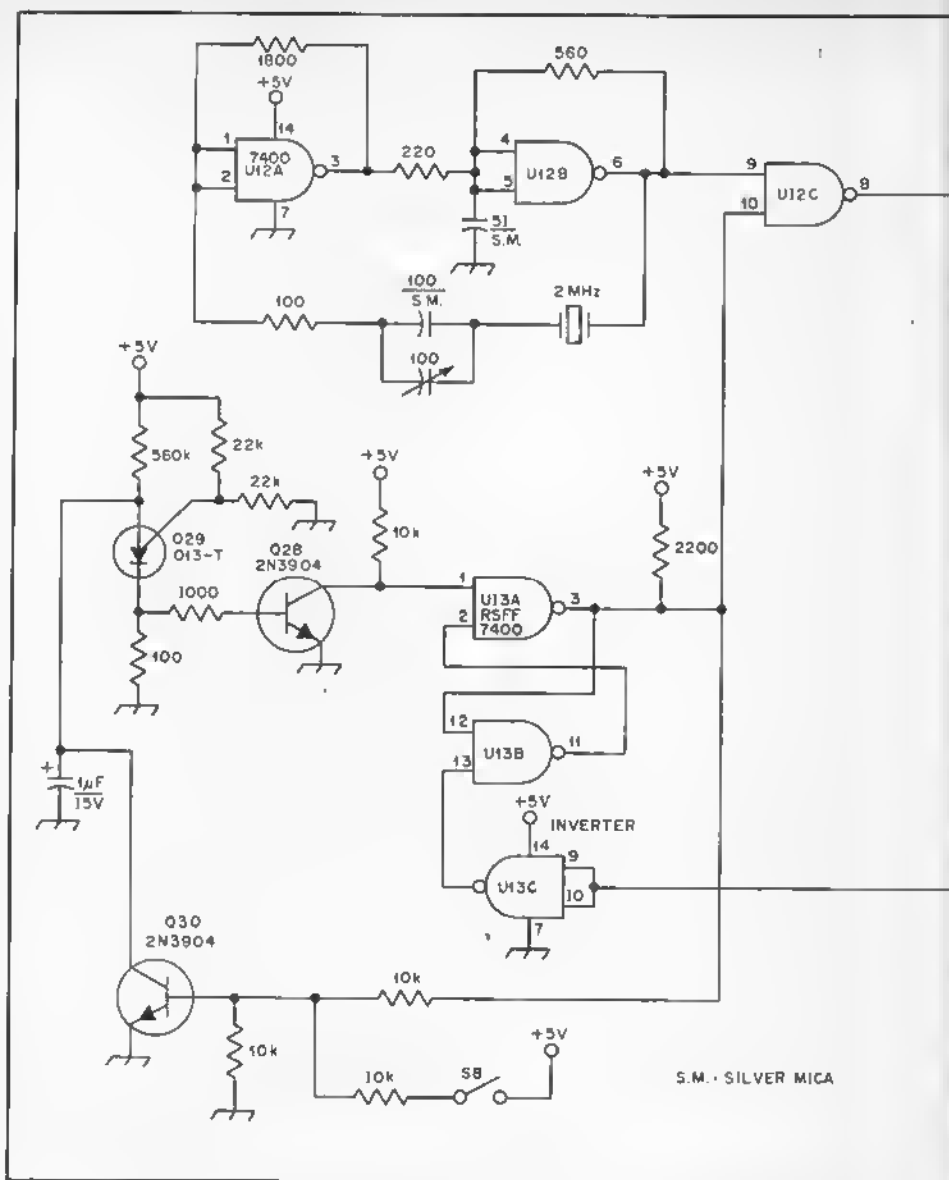 1800
560
+5V
14
1
7400
U12A
3
2
7
220
4
5
U12B
6
51
S.M.
9
U12C
8
10
100
100
S.M.
2 MHz
100
+5V
560k
22k
22k
Q29
D13-T
1000
100
Q28
2N3904
+5V
10k
1
U13A
RSFF
7400
3
2
+5V
2200
12
U13B
11
13
+5V
INVERTER
14
9
U13C
10
7
+
1µF
15V
Q30
2N3904
10k
10k
10k
S8
+5V
S.M. - SILVER MICA